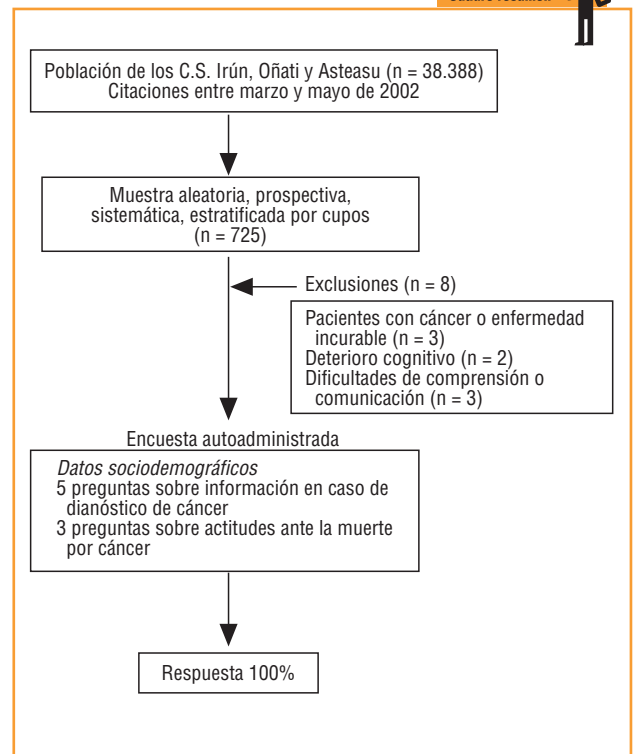 Población de los C.S. Irún, Oñati y Asteasu (n = 38.388)
Citaciones entre marzo y mayo de 2002
Muestra aleatoria, prospectiva,
sistemática, estratificada por cupos
(n = 725)
Exclusiones (n = 8)
Pacientes con cáncer o enfermedad
incurable (n = 3)
Deterioro cognitivo (n = 2)
Dificultades de comprensión o
comunicación (n = 3)
Encuesta autoadministrada
Datos sociodemográficos
5 preguntas sobre información en caso de
dianóstico de cáncer
3 preguntas sobre actitudes ante la muerte
por cáncer
Respuesta 100%